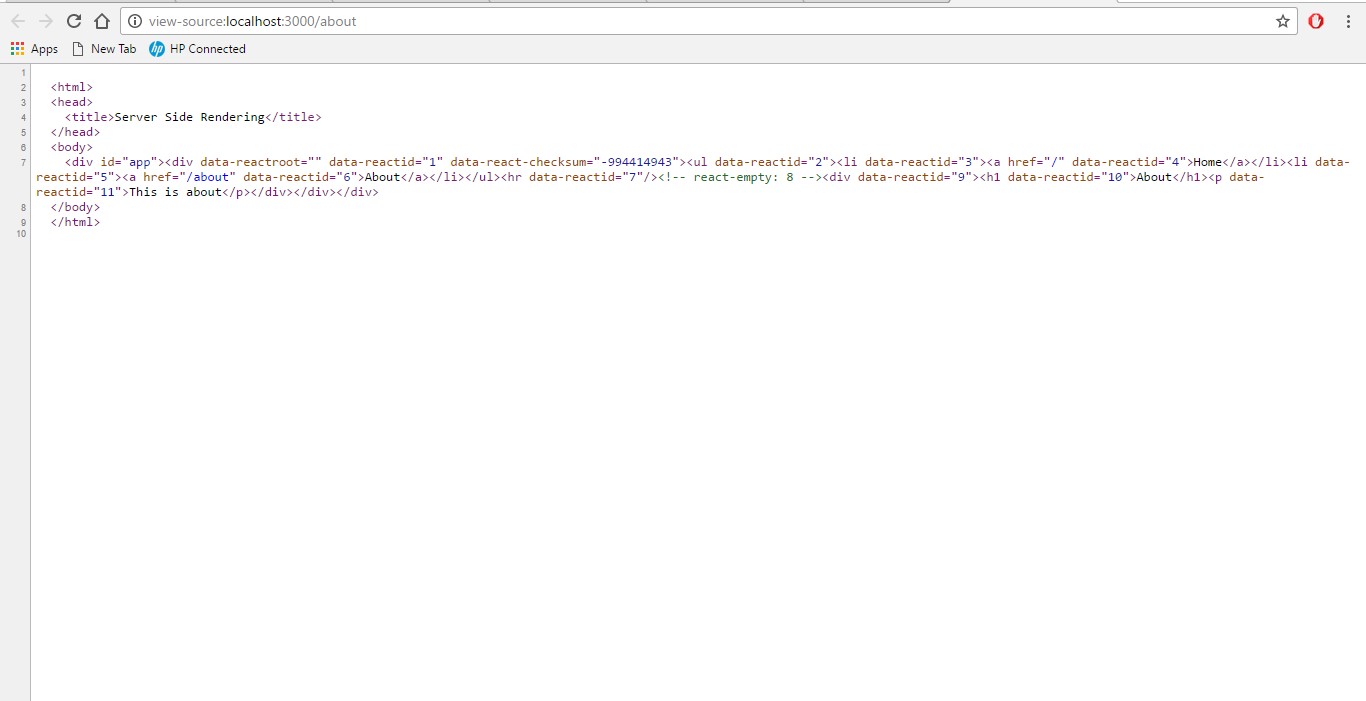 view-source:localhost:3000/about
Apps New Tab hp HP Connected
1
2 <html>
3 <head>
4 <title>Server Side Rendering</title>
5 </head>
6 <body>
7 <div id="app"><div data-reactroot="" data-reactid="1" data-react-checksum="-994414943"><ul data-reactid="2"><li data-reactid="3"><a href="/" data-reactid="4">Home</a></li><li data-
reactid="5"><a href="/about" data-reactid="6">About</a></li></ul><hr data-reactid="7"/><!-- react-empty: 8 --><div data-reactid="9"><h1 data-reactid="10">About</h1><p data-
reactid="11">This is about</p></div></div></div>
8 </body>
9 </html>
10